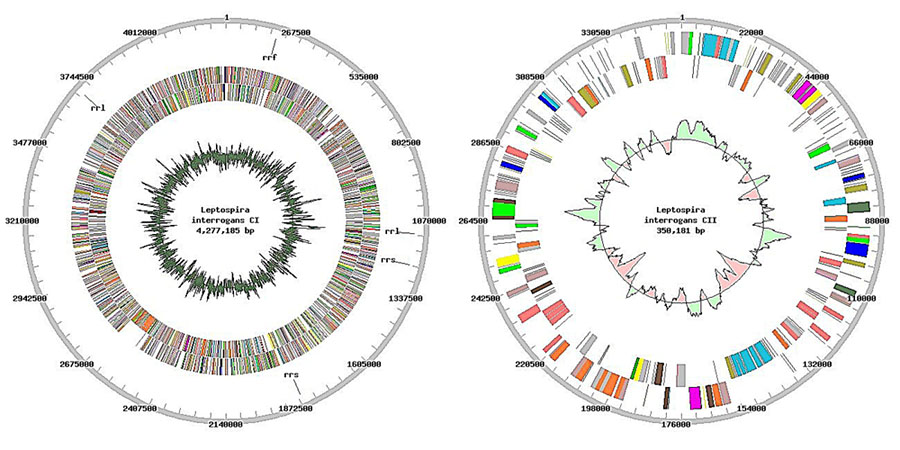 1
267500
535000
802500
1070000
1337500
1605000
1872500
2140000
2407500
2675000
2942500
3210000
3477000
3744500
4012000
rrf
rrl
rrl
rrs
rrs
Leptospira
interrogans CI
4,277,185 bp
1
22000
44000
66000
88000
110000
132000
154000
176000
198000
220500
242500
264500
286500
308500
330500
Leptospira
interrogans CII
350,181 bp